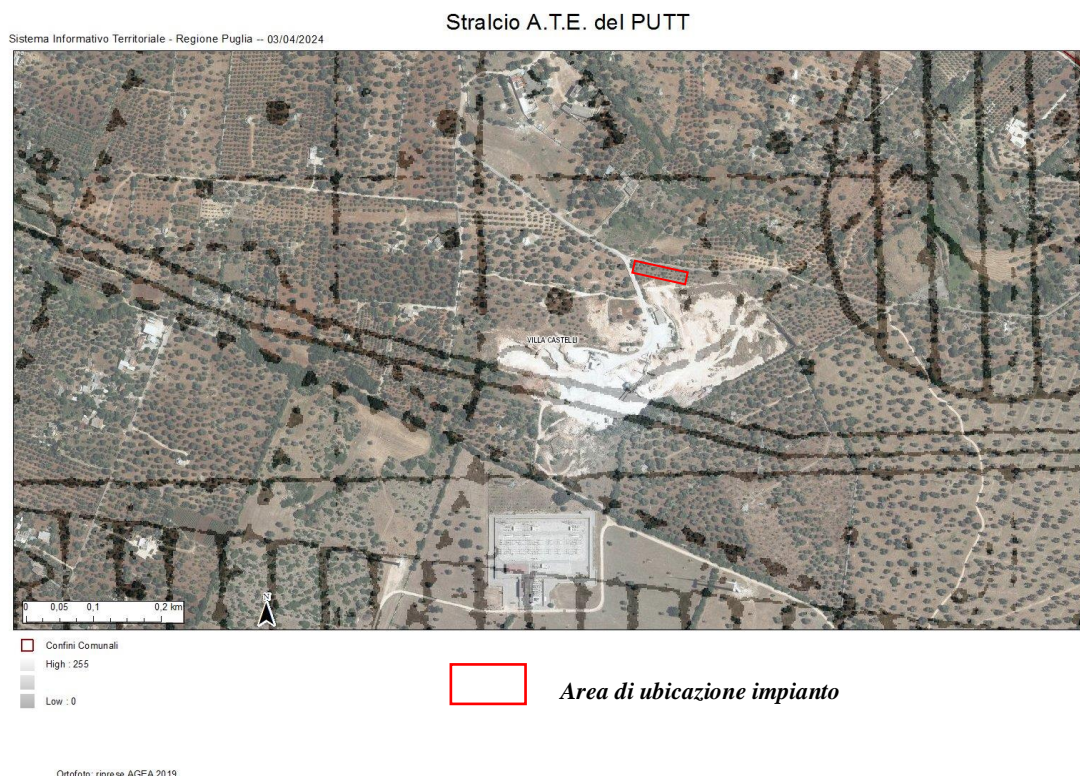 Stralcio A.T.E. del PUTT
Sistema Informativo Territoriale - Regione Puglia -- 03/04/2024
VILLA CASTELLI
N
0 0,05 0,1 0,2 km
Confini Comunali
High : 255
Low : 0
Area di ubicazione impianto
Ortofoto: riprese AGEA 2019